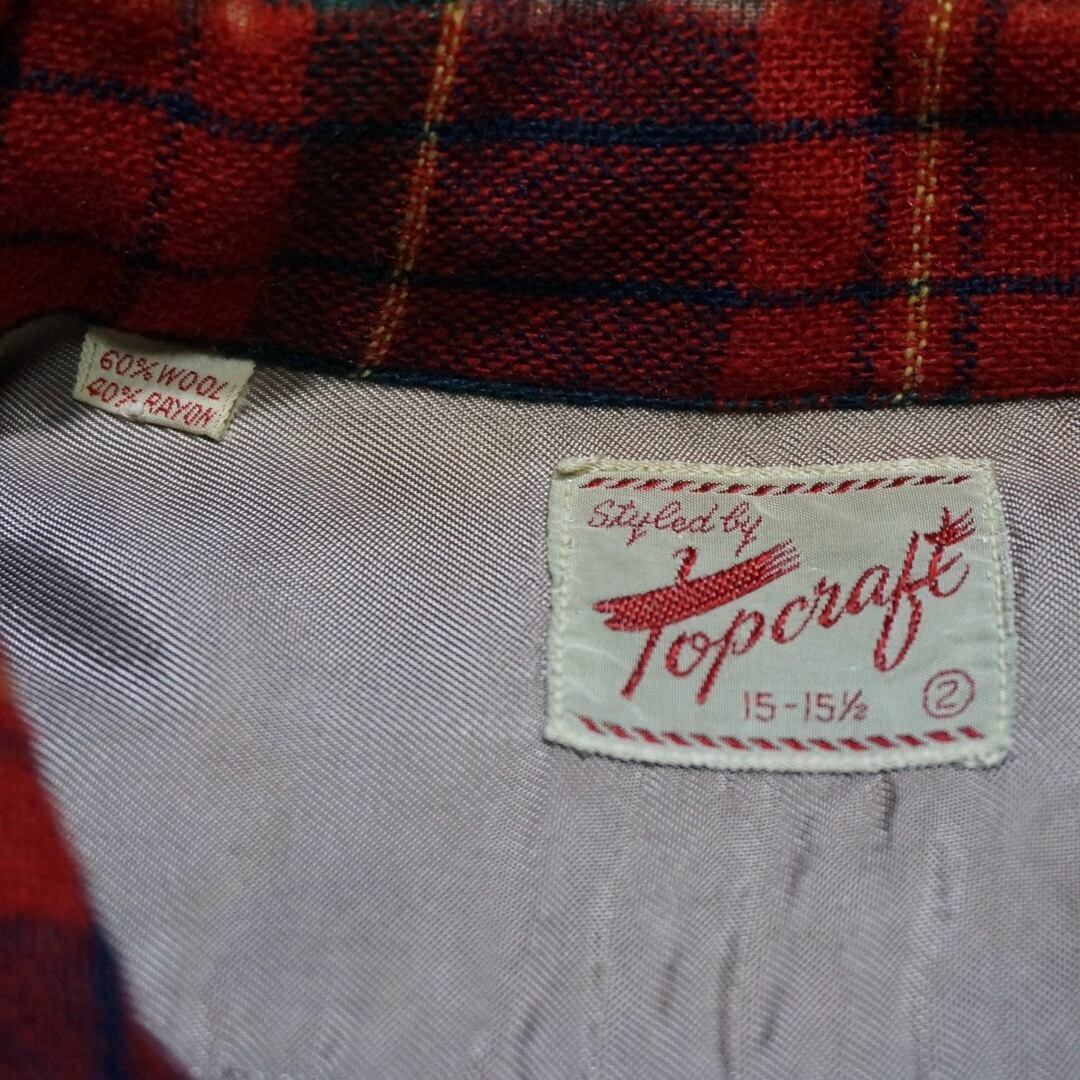 60% WOOL
40% RAYON
Styled by
Topcraft
15-15½ ②